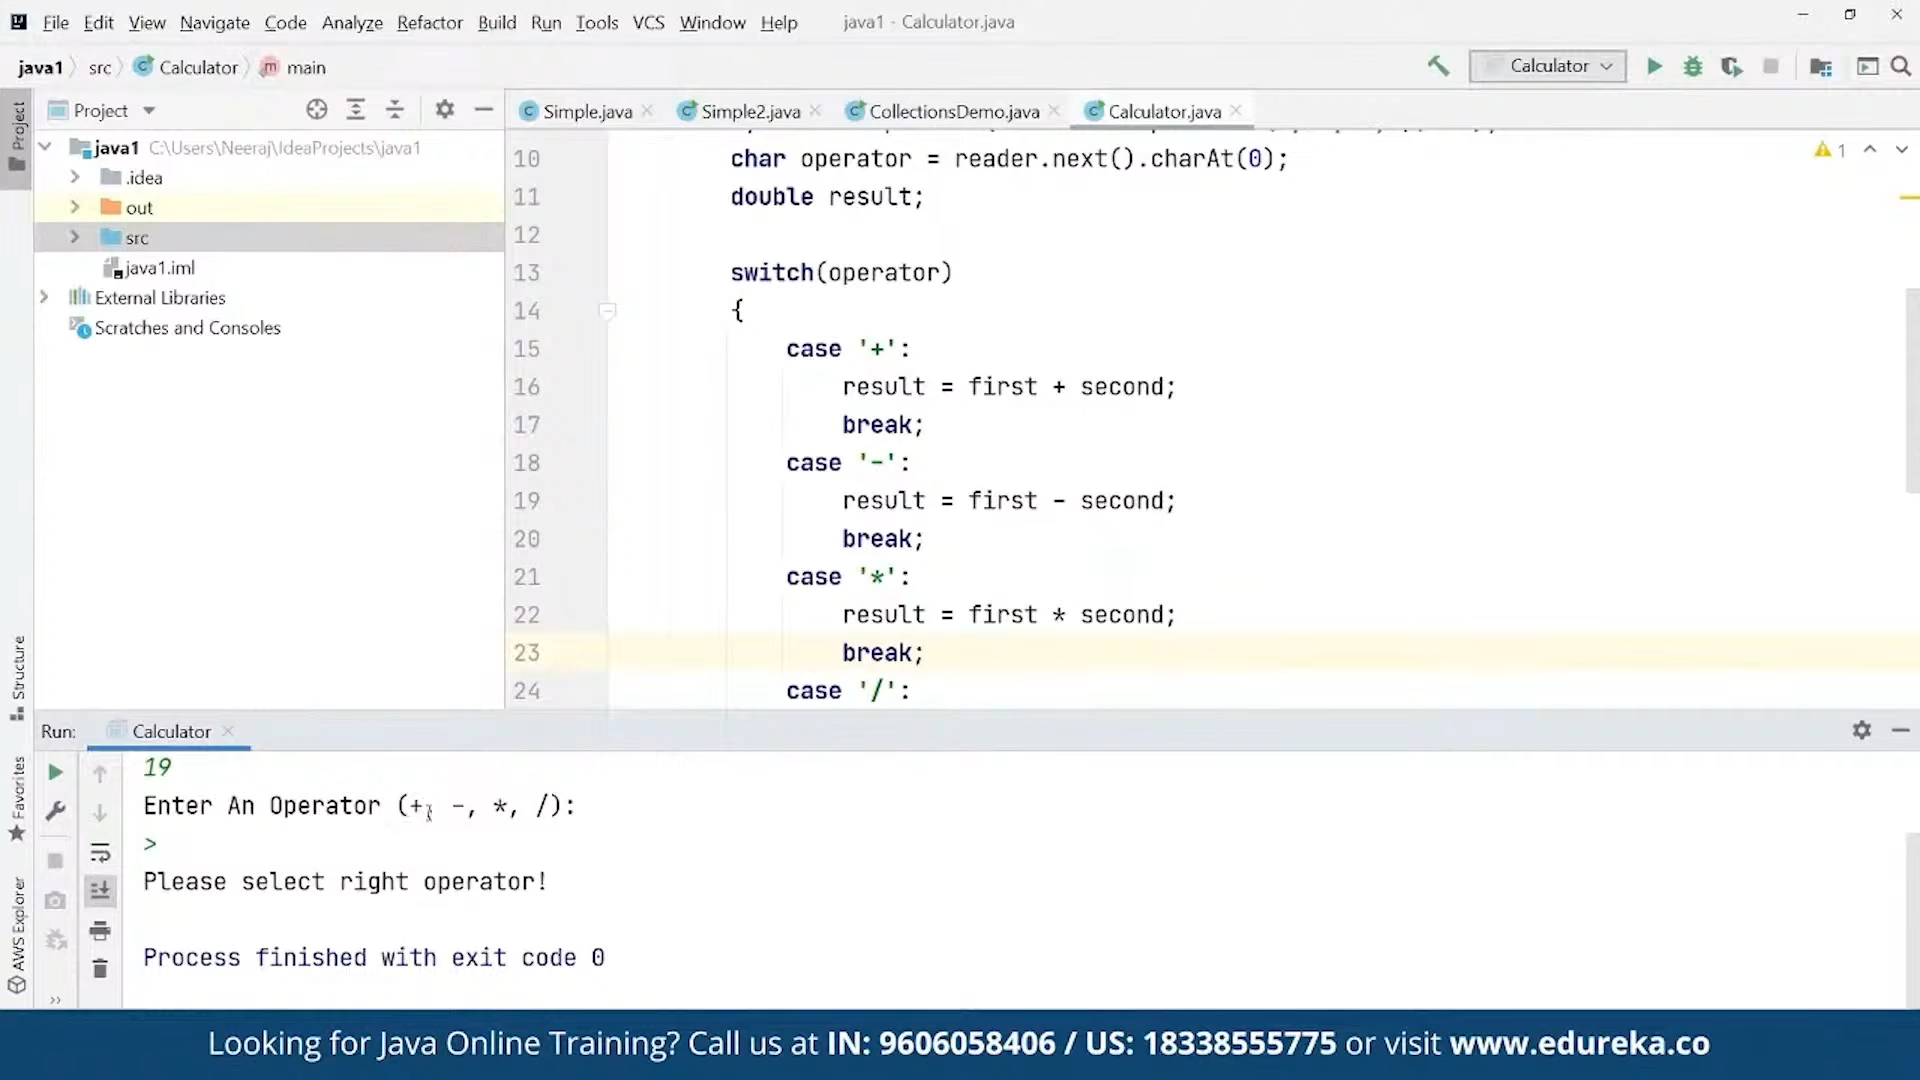 File Edit View Navigate Code Analyze Refactor Build Run Tools VCS Window Help java1 - Calculator.java
java1 src Calculator main
Calculator
Project
Simple.java Simple2.java CollectionsDemo.java Calculator.java
java1 C:\Users\Neeraj\IdeaProjects\java1
.idea
out
src
java1.iml
External Libraries
Scratches and Consoles
Project
Structure
Favorites
AWS Explorer
1
10 char operator = reader.next().charAt(0);
11 double result;
12
13 switch(operator)
14 {
15 case '+':
16 result = first + second;
17 break;
18 case '-':
19 result = first - second;
20 break;
21 case '*':
22 result = first * second;
23 break;
24 case '/':
Run: Calculator
19
Enter An Operator (+, -, *, /):
>
Please select right operator!
Process finished with exit code 0
Looking for Java Online Training? Call us at IN: 9606058406 / US: 18338555775 or visit www.edureka.co